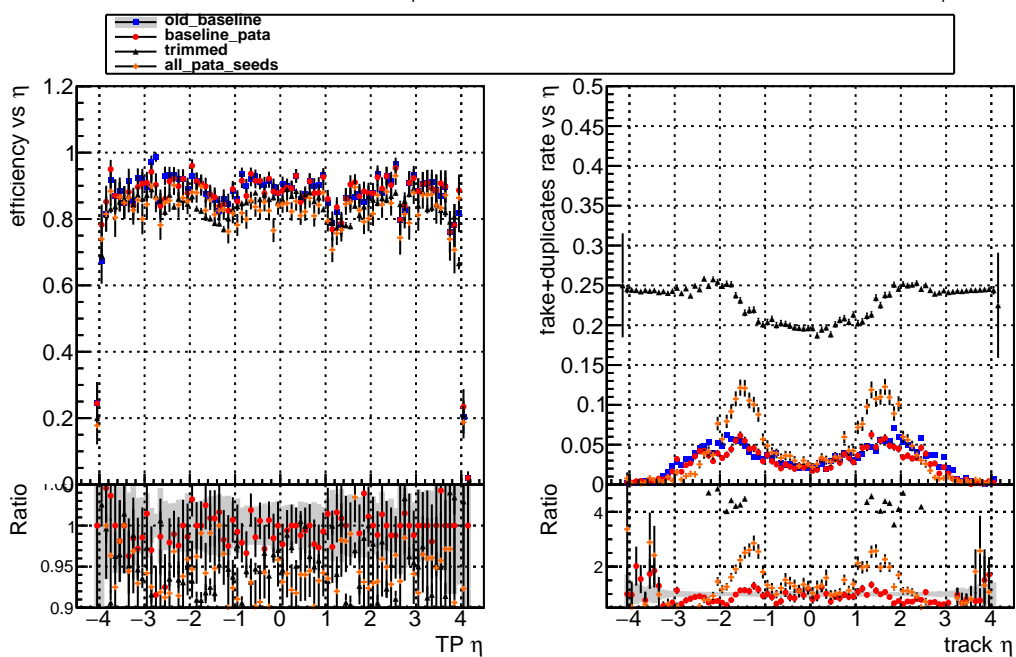 old_baseline
baseline_pata
trimmed
all_pata_seeds
efficiency vs η
1.2
1
0.8
0.6
0.4
0.2
0
Ratio
1
0.95
0.9
−4 −3 −2 −1 0 1 2 3 4
TP η
fake+duplicates rate vs η
0.5
0.45
0.4
0.35
0.3
0.25
0.2
0.15
0.1
0.05
0
Ratio
4
2
−4 −3 −2 −1 0 1 2 3 4
track η